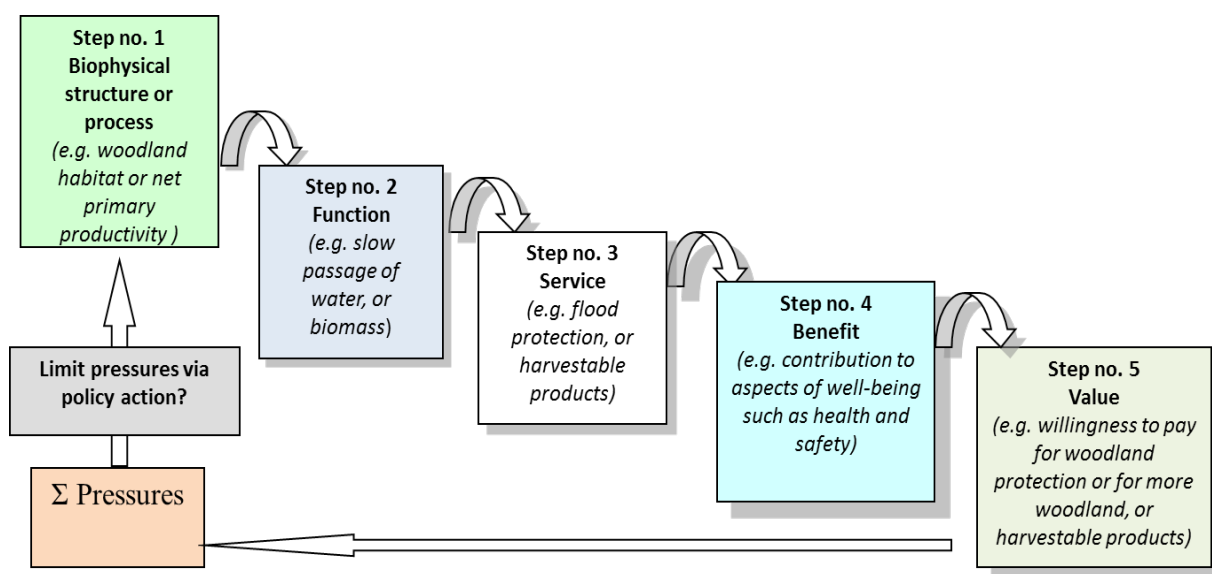 Step no. 1
Biophysical
structure or
process
(e.g. woodland
habitat or net
primary
productivity )
Step no. 2
Function
(e.g. slow
passage of
water, or
biomass)
Step no. 3
Service
(e.g. flood
protection, or
harvestable
products)
Step no. 4
Benefit
(e.g. contribution to
aspects of well-being
such as health and
safety)
Step no. 5
Value
(e.g. willingness to pay
for woodland
protection or for more
woodland, or
harvestable products)
Limit pressures via
policy action?
Σ Pressures